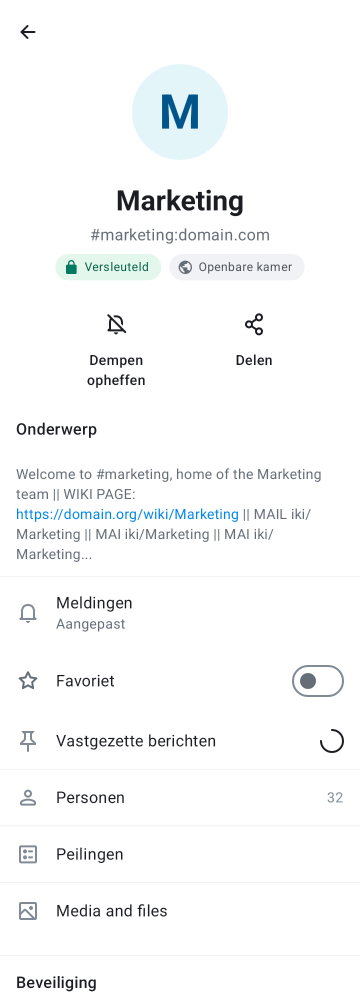 M
Marketing
#marketing:domain.com
Versleuteld
Openbare kamer
Dempen
opheffen
Delen
Onderwerp
Welcome to #marketing, home of the Marketing
team || WIKI PAGE:
https://domain.org/wiki/Marketing || MAIL iki/
Marketing || MAI iki/Marketing || MAI iki/
Marketing...
Meldingen
Aangepast
Favoriet
Vastgezette berichten
Personen
32
Peilingen
Media and files
Beveiliging